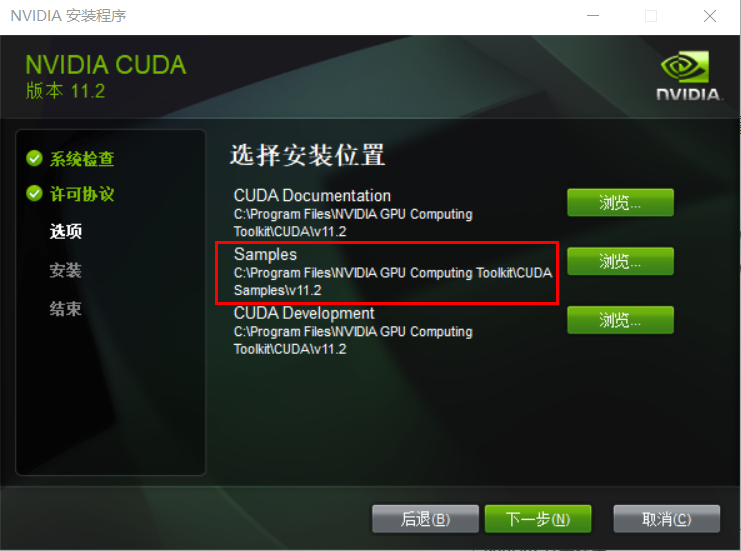 NVIDIA 安装程序
NVIDIA CUDA
版本 11.2
NVIDIA.
系统检查
许可协议
选项
安装
结束
选择安装位置
CUDA Documentation
C:\Program Files\NVIDIA GPU Computing
Toolkit\CUDA\v11.2
浏览...
Samples
C:\Program Files\NVIDIA GPU Computing Toolkit\CUDA
Samples\v11.2
浏览...
CUDA Development
C:\Program Files\NVIDIA GPU Computing
Toolkit\CUDA\v11.2
浏览...
后退(B)
下一步(N)
取消(C)